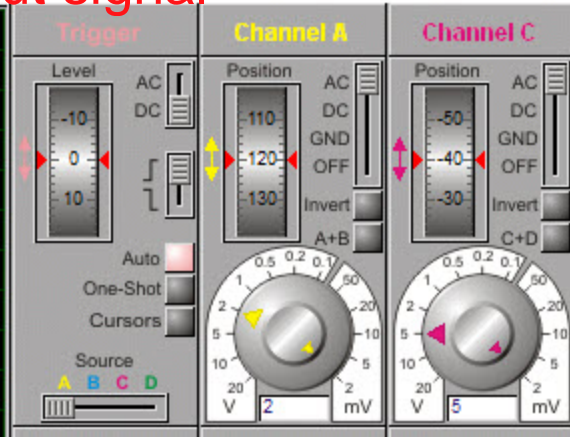 ut signal
Trigger
Level
AC
DC
-10
0
10
Auto
One-Shot
Cursors
Source
A B C D
Channel A
Position
AC
DC
GND
OFF
110
120
130
Invert
A+B
20
10
5
2
1
0.5
0.2
0.1
50
20
10
5
2
V
2
mV
Channel C
Position
AC
DC
GND
OFF
-50
-40
-30
Invert
C+D
20
10
5
2
1
0.5
0.2
0.1
50
20
10
5
2
V
5
mV